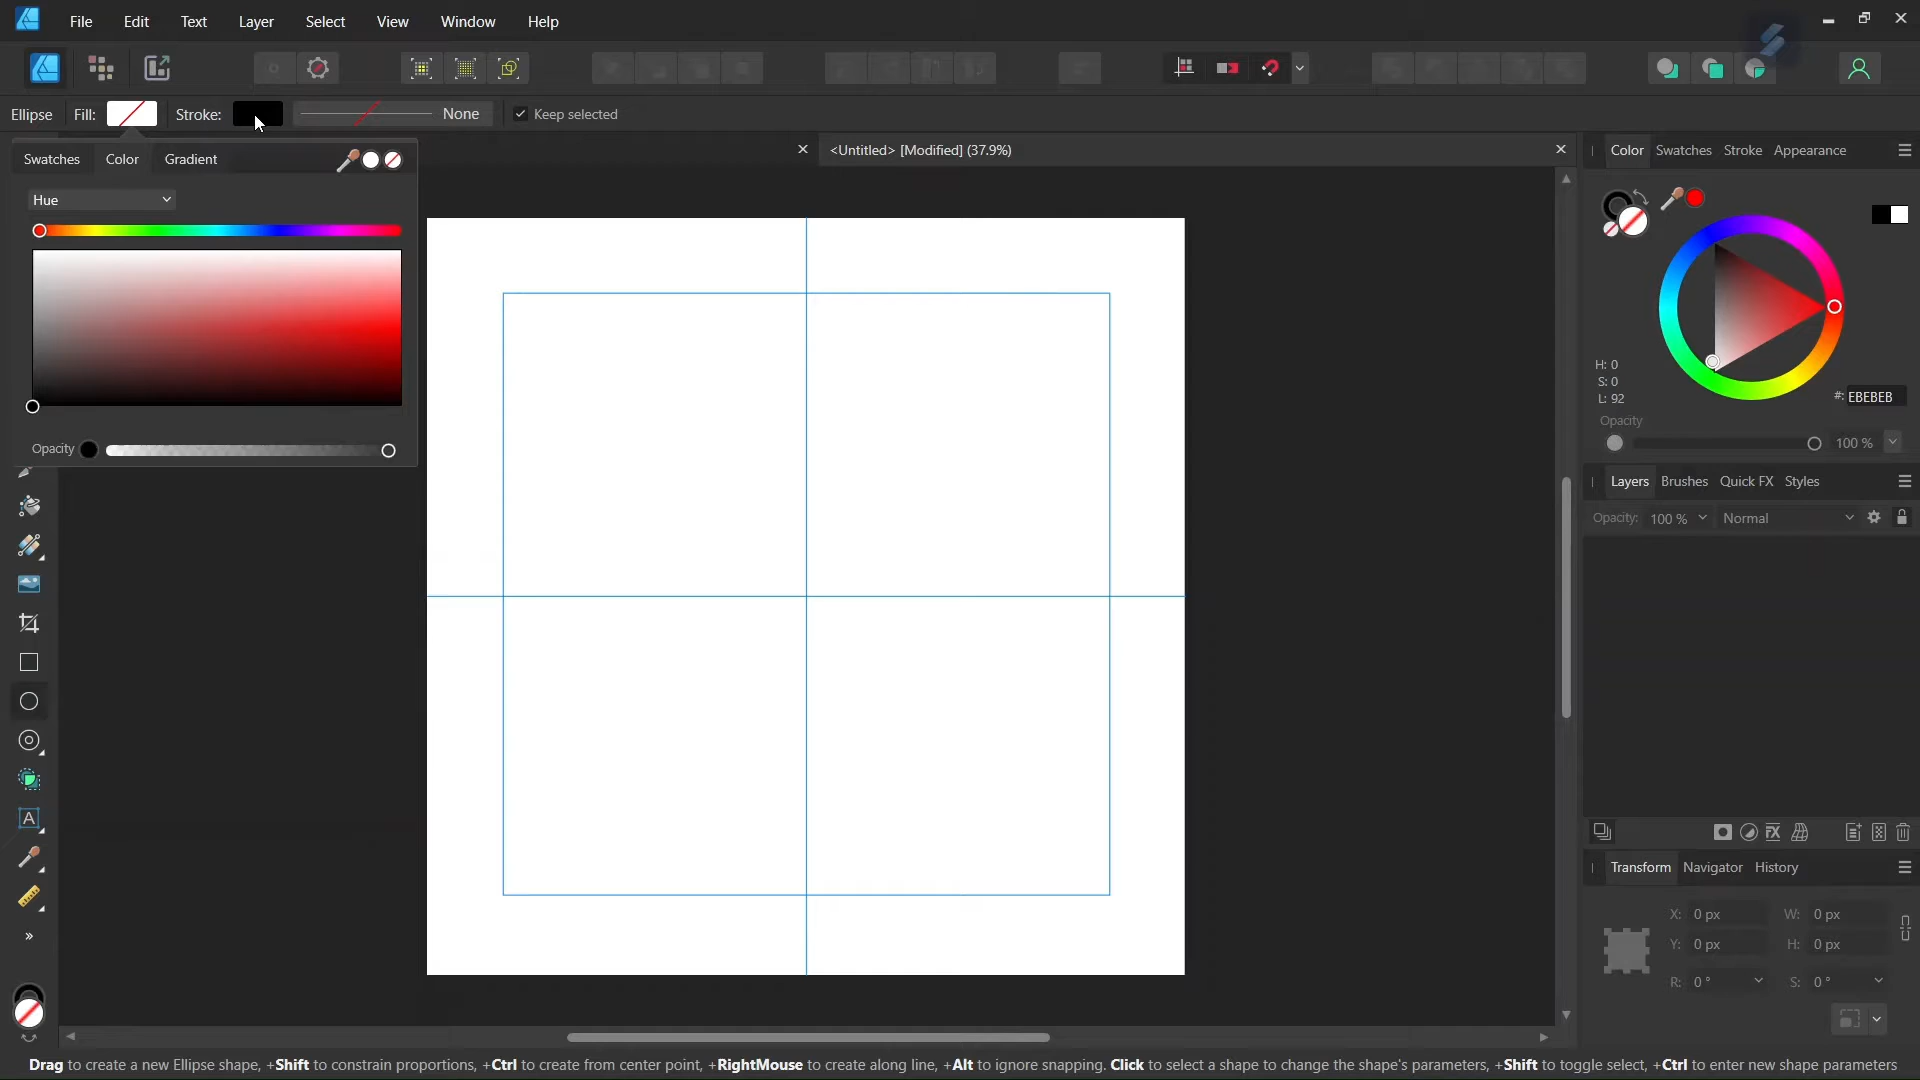 File Edit Text Layer Select View Window Help
Ellipse Fill: Stroke: None Keep selected
Swatches Color Gradient
<Untitled> [Modified] (37.9%)
Color Swatches Stroke Appearance
Hue
Opacity
H: 0
S: 0
L: 92
#: EBEBEB
Opacity
100 %
Layers Brushes Quick FX Styles
Opacity: 100 % Normal
A
FX
Transform Navigator History
X: 0 px W: 0 px
Y: 0 px H: 0 px
R: 0 ° S: 0 °
Drag to create a new Ellipse shape, +Shift to constrain proportions, +Ctrl to create from center point, +RightMouse to create along line, +Alt to ignore snapping. Click to select a shape to change the shape's parameters, +Shift to toggle select, +Ctrl to enter new shape parameters